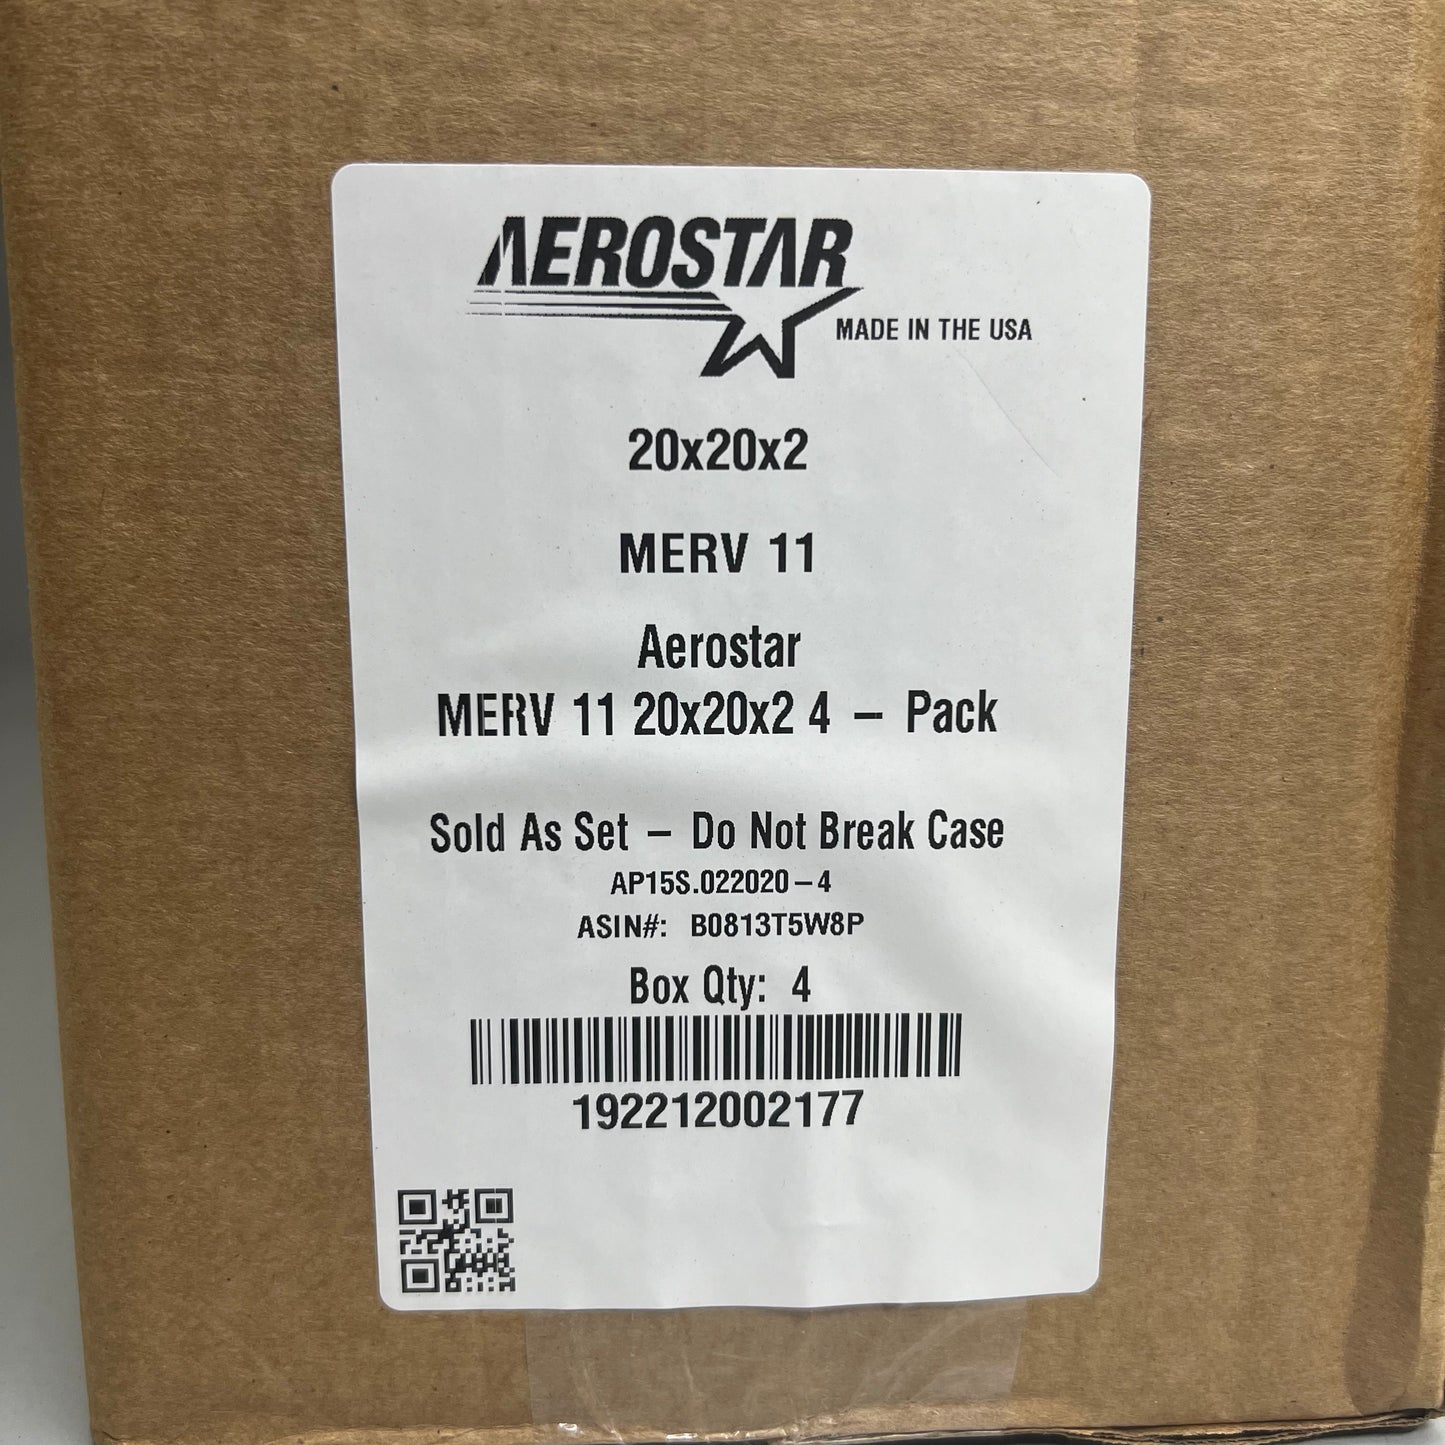 AEROSTAR
MADE IN THE USA
20x20x2
MERV 11
Aerostar
MERV 11 20x20x2 4 – Pack
Sold As Set – Do Not Break Case
AP15S.022020–4
ASIN#: B0813T5W8P
Box Qty: 4
192212002177